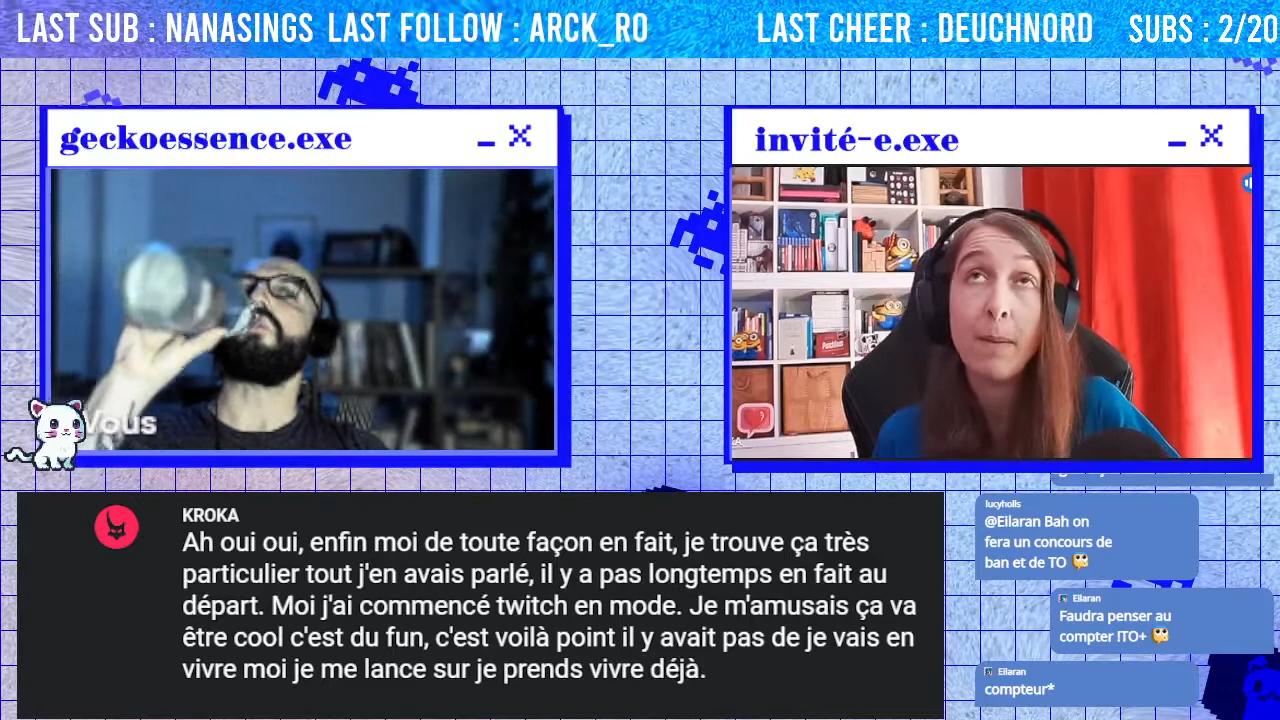 LAST SUB : NANASINGS LAST FOLLOW : ARCK_RO LAST CHEER : DEUCHNORD SUBS : 2/20
geckoessence.exe
invité-e.exe
Vous
KROKA
Ah oui oui, enfin moi de toute façon en fait, je trouve ça très
particulier tout j'en avais parlé, il y a pas longtemps en fait au
départ. Moi j'ai commencé twitch en mode. Je m'amusais ça va
être cool c'est du fun, c'est voilà point il y avait pas de je vais en
vivre moi je me lance sur je prends vivre déjà.
lucyholls
@Eilaran Bah on
fera un concours de
ban et de TO
Eilaran
Faudra penser au
compter !TO+
Eilaran
compteur*